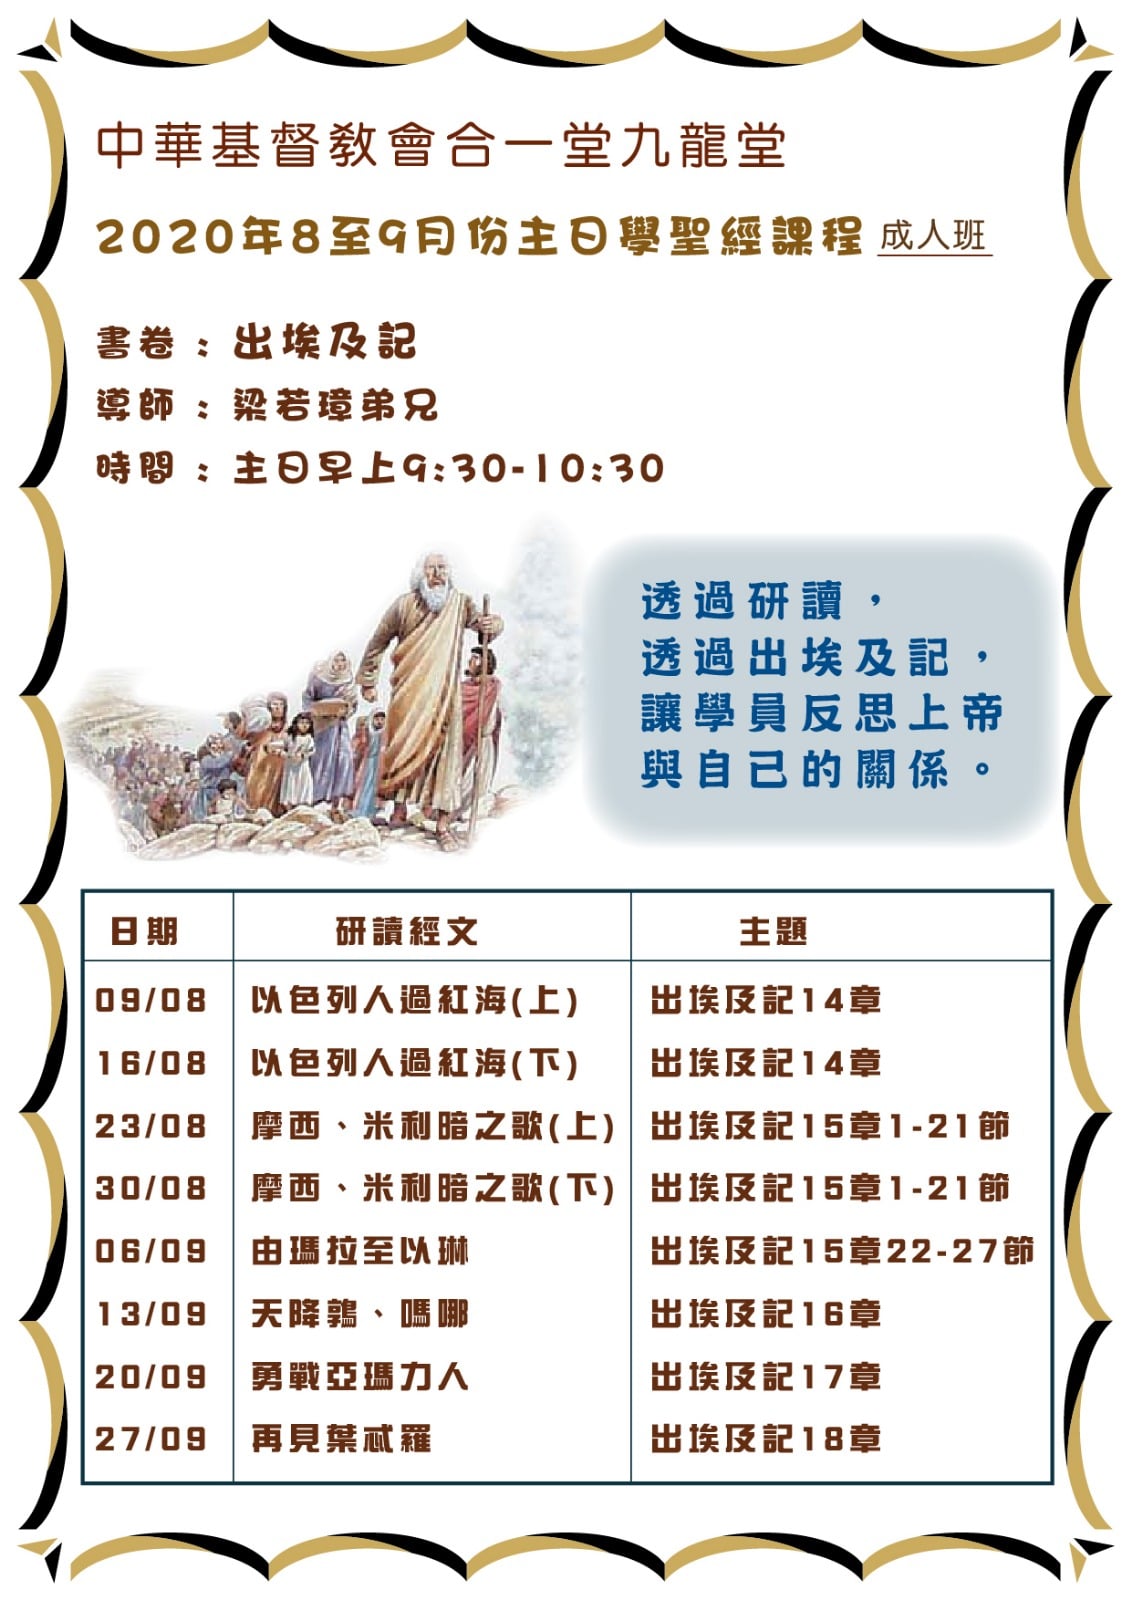 中華基督教會合一堂九龍堂
2020年8至9月份主日學聖經課程 成人班
書卷：出埃及記
導師：梁若璋弟兄
時間：主日早上9:30-10:30
透過研讀，
透過出埃及記，
讓學員反思上帝
與自己的關係。
日期 研讀經文 主題
09/08 以色列人過紅海(上) 出埃及記14章
16/08 以色列人過紅海(下) 出埃及記14章
23/08 摩西、米利暗之歌(上) 出埃及記15章1-21節
30/08 摩西、米利暗之歌(下) 出埃及記15章1-21節
06/09 由瑪拉至以琳 出埃及記15章22-27節
13/09 天降鶉、嗎哪 出埃及記16章
20/09 勇戰亞瑪力人 出埃及記17章
27/09 再見葉忒羅 出埃及記18章